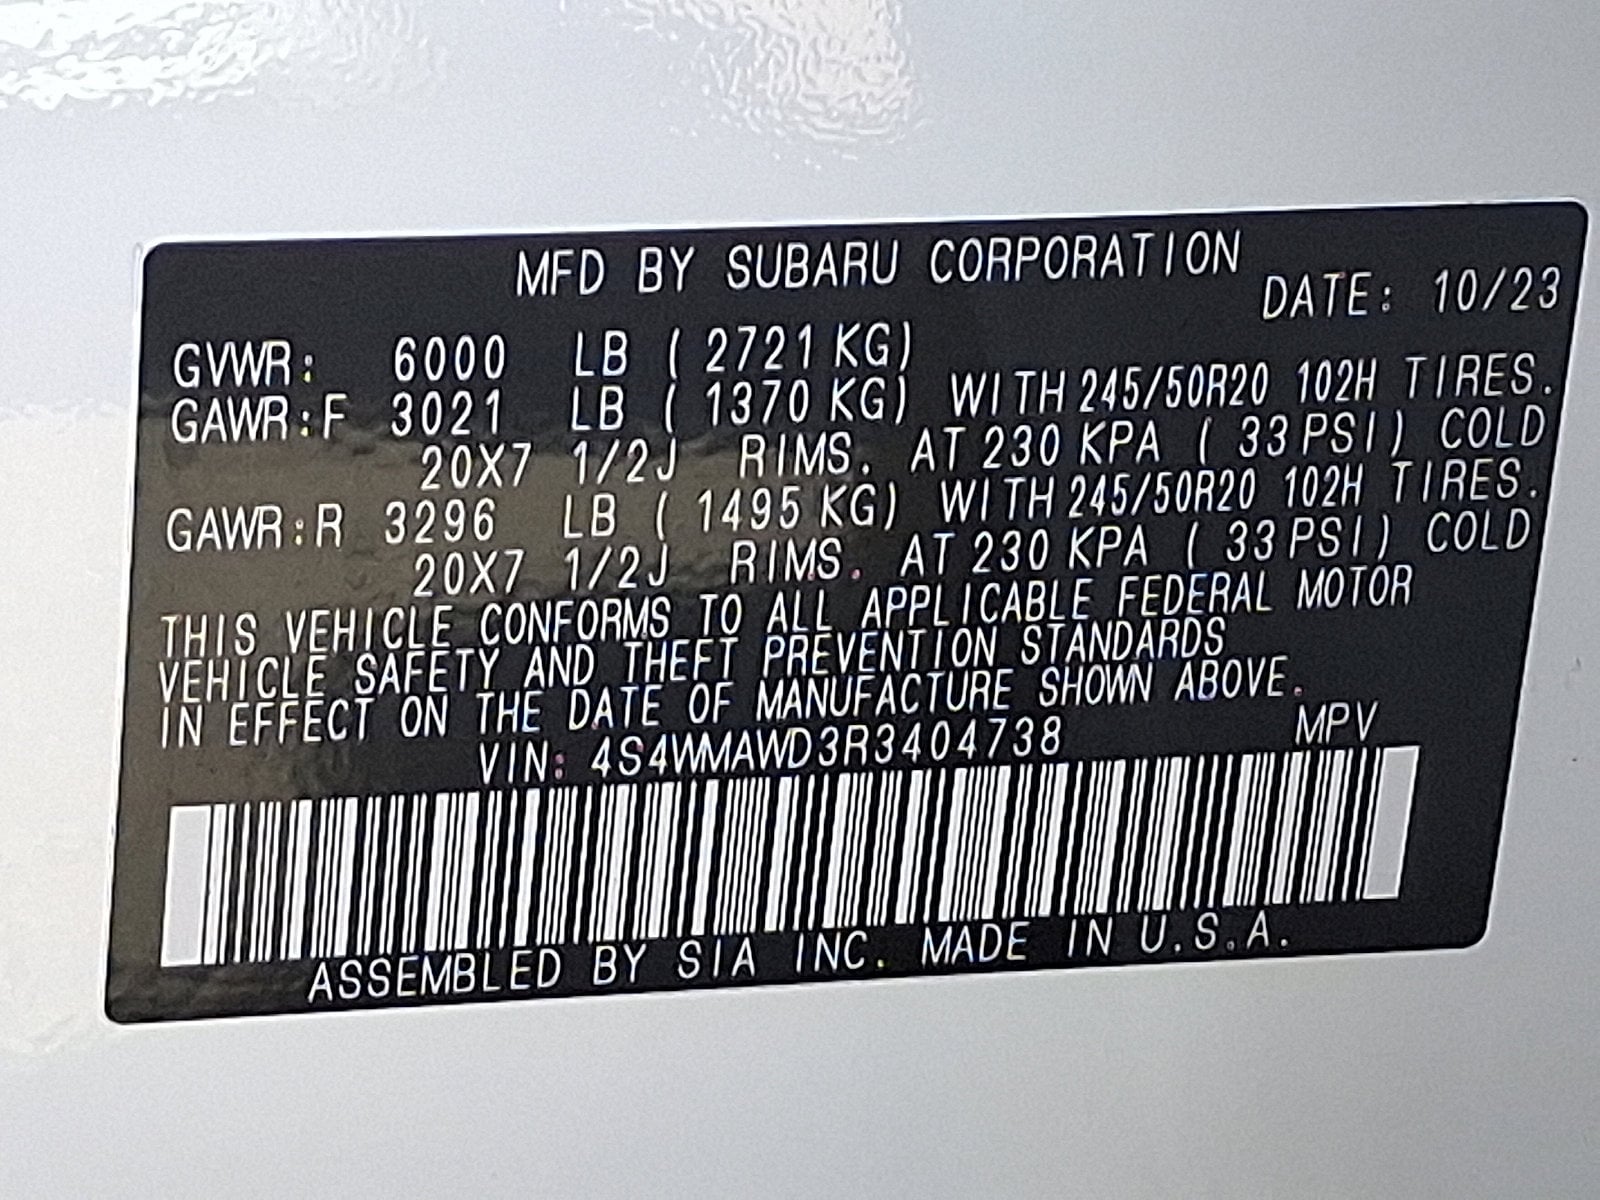 MFD BY SUBARU CORPORATION
DATE: 10/23
GVWR: 6000 LB ( 2721 KG)
GAWR:F 3021 LB ( 1370 KG) WITH 245/50R20 102H TIRES.
20X7 1/2J RIMS. AT 230 KPA ( 33 PSI) COLD
GAWR:R 3296 LB ( 1495 KG) WITH 245/50R20 102H TIRES.
20X7 1/2J RIMS. AT 230 KPA ( 33 PSI) COLD
THIS VEHICLE CONFORMS TO ALL APPLICABLE FEDERAL MOTOR
VEHICLE SAFETY AND THEFT PREVENTION STANDARDS
IN EFFECT ON THE DATE OF MANUFACTURE SHOWN ABOVE.
VIN: 4S4WMAWD3R3404738 MPV
ASSEMBLED BY SIA INC. MADE IN U.S.A.